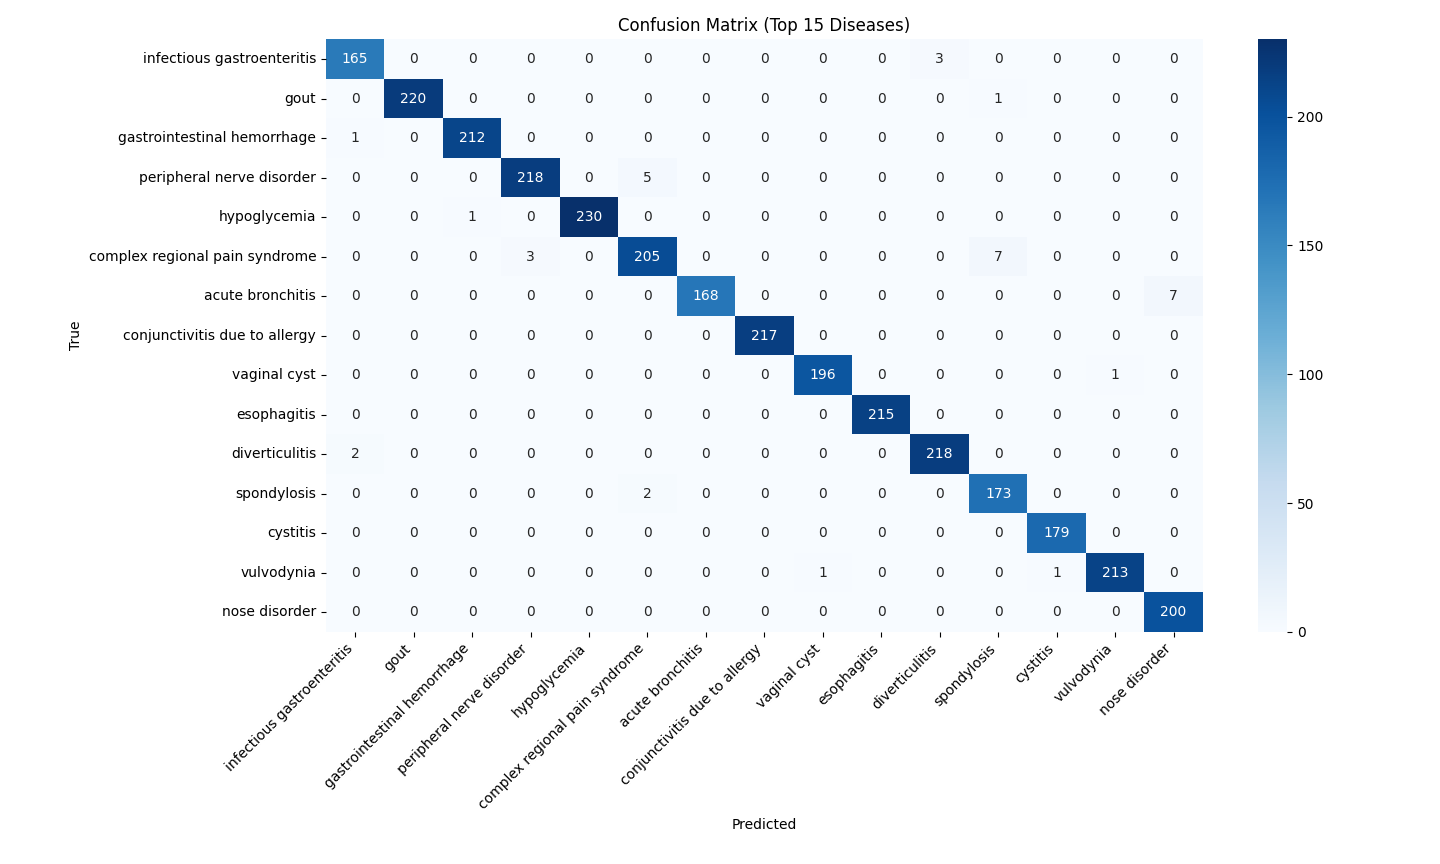 Confusion Matrix (Top 15 Diseases)
True
infectious gastroenteritis 165 0 0 0 0 0 0 0 0 0 3 0 0 0 0
gout 0 220 0 0 0 0 0 0 0 0 0 1 0 0 0
gastrointestinal hemorrhage 1 0 212 0 0 0 0 0 0 0 0 0 0 0 0
peripheral nerve disorder 0 0 0 218 0 5 0 0 0 0 0 0 0 0 0
hypoglycemia 0 0 1 0 230 0 0 0 0 0 0 0 0 0 0
complex regional pain syndrome 0 0 0 3 0 205 0 0 0 0 0 7 0 0 0
acute bronchitis 0 0 0 0 0 0 168 0 0 0 0 0 0 0 7
conjunctivitis due to allergy 0 0 0 0 0 0 0 217 0 0 0 0 0 0 0
vaginal cyst 0 0 0 0 0 0 0 0 196 0 0 0 0 1 0
esophagitis 0 0 0 0 0 0 0 0 0 215 0 0 0 0 0
diverticulitis 2 0 0 0 0 0 0 0 0 0 218 0 0 0 0
spondylosis 0 0 0 0 0 2 0 0 0 0 0 173 0 0 0
cystitis 0 0 0 0 0 0 0 0 0 0 0 0 179 0 0
vulvodynia 0 0 0 0 0 0 0 0 1 0 0 0 1 213 0
nose disorder 0 0 0 0 0 0 0 0 0 0 0 0 0 0 200
infectious gastroenteritis
gout
gastrointestinal hemorrhage
peripheral nerve disorder
hypoglycemia
complex regional pain syndrome
acute bronchitis
conjunctivitis due to allergy
vaginal cyst
esophagitis
diverticulitis
spondylosis
cystitis
vulvodynia
nose disorder
Predicted
200
150
100
50
0